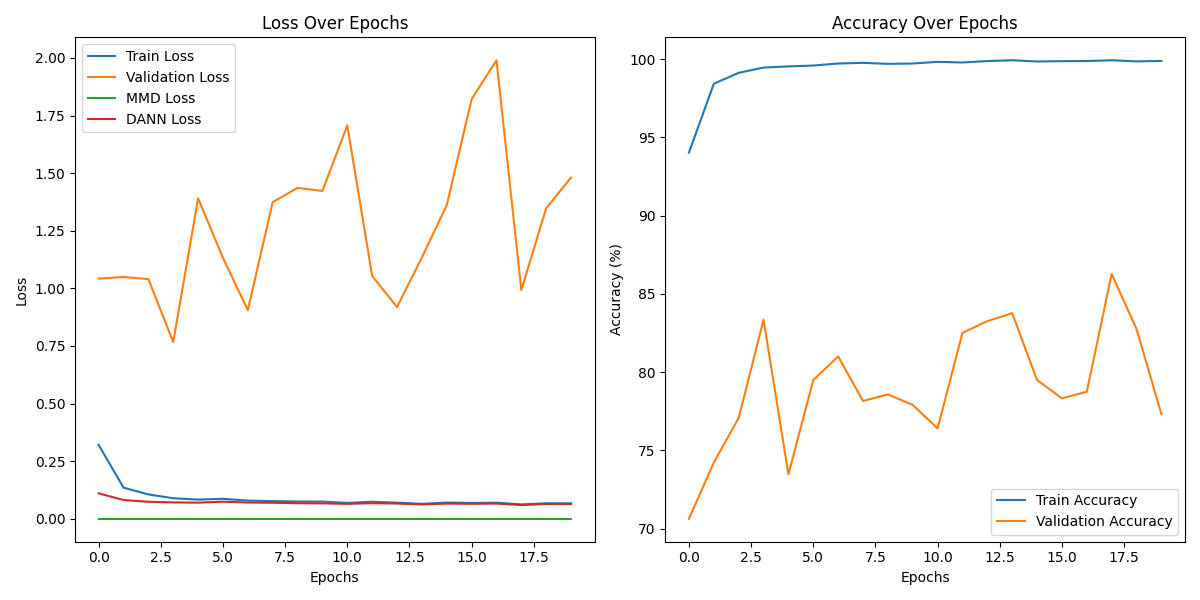 Loss Over Epochs
Train Loss
Validation Loss
MMD Loss
DANN Loss
2.00
1.75
1.50
1.25
1.00
0.75
0.50
0.25
0.00
Loss
0.0 2.5 5.0 7.5 10.0 12.5 15.0 17.5
Epochs
Accuracy Over Epochs
100
95
90
85
80
75
70
Accuracy (%)
Train Accuracy
Validation Accuracy
0.0 2.5 5.0 7.5 10.0 12.5 15.0 17.5
Epochs